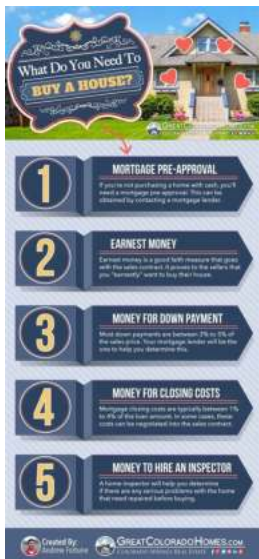 What Do You Need To
BUY A HOUSE?
GREATCOLORADOHOMES.COM
1
MORTGAGE PRE-APPROVAL
If you're not purchasing a home with cash, you'll
need a mortgage pre-approval. This can be
obtained by contacting a mortgage lender.
2
EARNEST MONEY
Earnest money is a good faith measure that goes
with the sales contract. It proves to the sellers that
you "earnestly" want to buy their house.
3
MONEY FOR DOWN PAYMENT
Most down payments are between 3% to 5% of
the sales price. Your mortgage lender will be the
one to help you determine this.
4
MONEY FOR CLOSING COSTS
Mortgage closing costs are typically between 1%
to 4% of the loan amount. In some cases, these
costs can be negotiated into the sales contract.
5
MONEY TO HIRE AN INSPECTOR
A home inspector will help you determine
if there are any serious problems with the home
that need repaired before buying.
Created By:
Andrew Fortune
GREATCOLORADOHOMES.COM
COLORADO SPRINGS REAL ESTATE